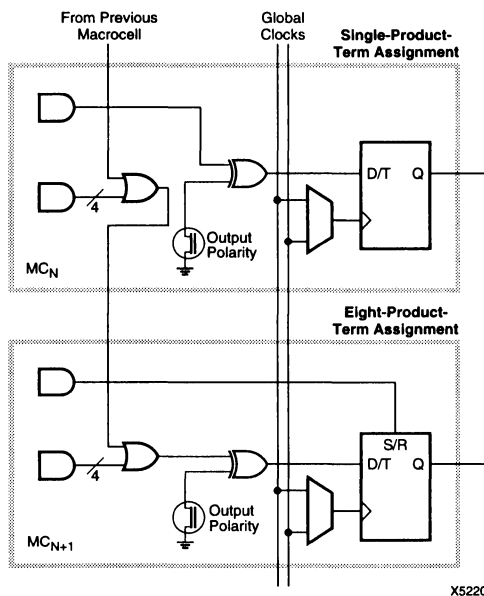 From Previous
Macrocell
Global
Clocks
Single-Product-
Term Assignment
D/T Q
4
Output
Polarity
MCN
Eight-Product-
Term Assignment
S/R
D/T Q
4
Output
Polarity
MCN+1
X5220